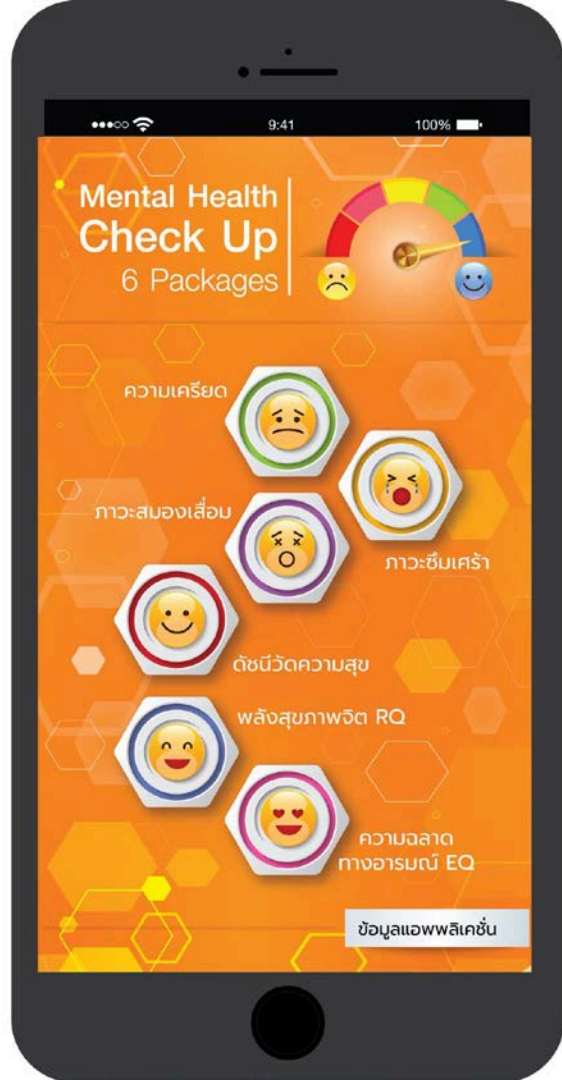 9:41
100%
Mental Health
Check Up
6 Packages
ความเครียด
ภาวะสมองเสื่อม
ภาวะซึมเศร้า
ดัชนีวัดความสุข
พลังสุขภาพจิต RQ
ความฉลาด
ทางอารมณ์ EQ
ข้อมูลแอพพลิเคชั่น